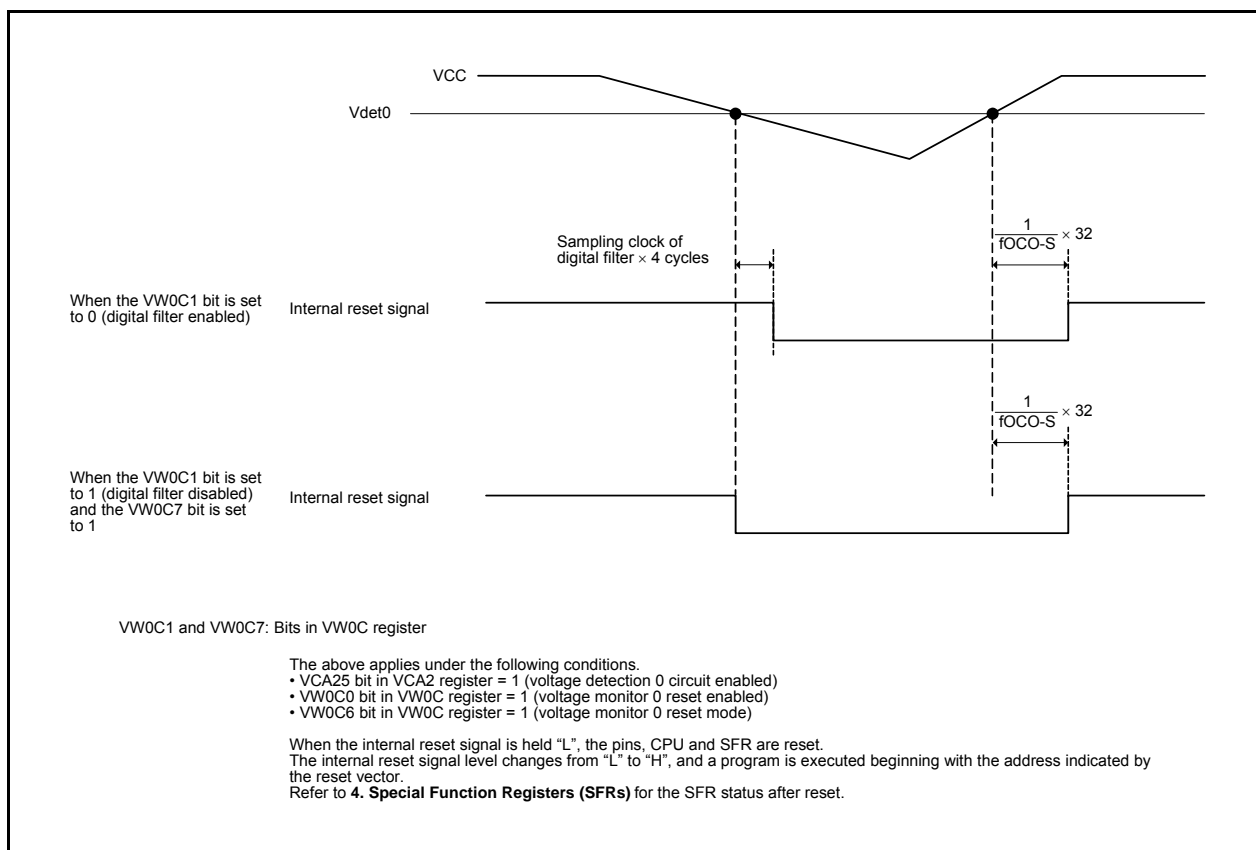 VCC
Vdet0
Sampling clock of
digital filter × 4 cycles
1
fOCO-S × 32
When the VW0C1 bit is set
to 0 (digital filter enabled)
Internal reset signal
1
fOCO-S × 32
When the VW0C1 bit is set
to 1 (digital filter disabled)
and the VW0C7 bit is set
to 1
Internal reset signal
VW0C1 and VW0C7: Bits in VW0C register
The above applies under the following conditions.
• VCA25 bit in VCA2 register = 1 (voltage detection 0 circuit enabled)
• VW0C0 bit in VW0C register = 1 (voltage monitor 0 reset enabled)
• VW0C6 bit in VW0C register = 1 (voltage monitor 0 reset mode)
When the internal reset signal is held “L”, the pins, CPU and SFR are reset.
The internal reset signal level changes from “L” to “H”, and a program is executed beginning with the address indicated by
the reset vector.
Refer to 4. Special Function Registers (SFRs) for the SFR status after reset.